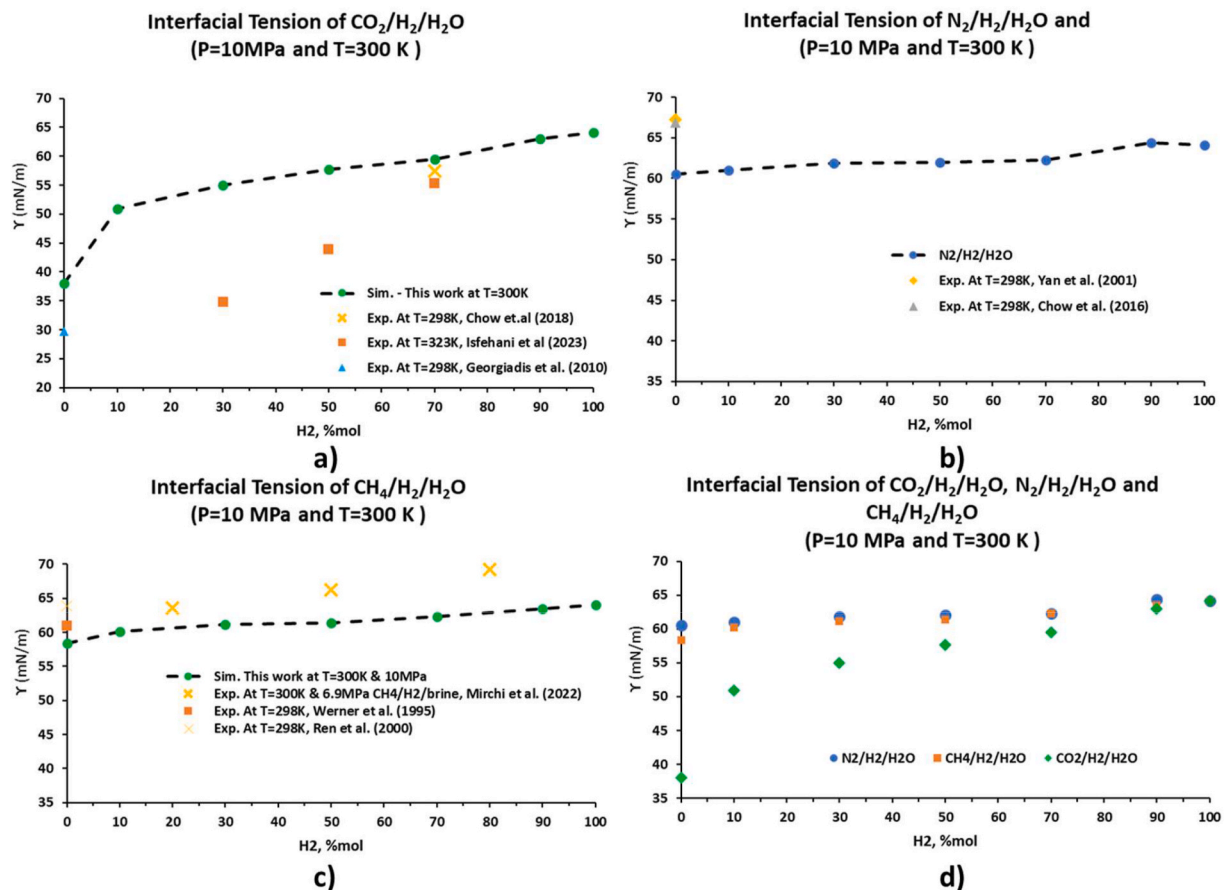 Interfacial Tension of CO₂/H₂/H₂O
(P=10MPa and T=300 K )
70
65
60
55
50
45
40
35
30
25
20
ϒ (mN/m)
Sim. - This work at T=300K
Exp. At T=298K, Chow et.al (2018)
Exp. At T=323K, Isfehani et al (2023)
Exp. At T=298K, Georgiadis et al. (2010)
0 10 20 30 40 50 60 70 80 90 100
H2, %mol
a)
Interfacial Tension of N₂/H₂/H₂O and
(P=10 MPa and T=300 K )
70
65
60
55
50
45
40
35
ϒ (mN/m)
N2/H2/H2O
Exp. At T=298K, Yan et al. (2001)
Exp. At T=298K, Chow et al. (2016)
0 10 20 30 40 50 60 70 80 90 100
H2, %mol
b)
Interfacial Tension of CH₄/H₂/H₂O
(P=10 MPa and T=300 K )
70
65
60
55
50
45
40
35
ϒ (mN/m)
Sim. This work at T=300K & 10MPa
Exp. At T=300K & 6.9MPa CH4/H2/brine, Mirchi et al. (2022)
Exp. At T=298K, Werner et al. (1995)
Exp. At T=298K, Ren et al. (2000)
0 10 20 30 40 50 60 70 80 90 100
H2, %mol
c)
Interfacial Tension of CO₂/H₂/H₂O, N₂/H₂/H₂O and
CH₄/H₂/H₂O
(P=10 MPa and T=300 K )
70
65
60
55
50
45
40
35
ϒ (mN/m)
N2/H2/H2O CH4/H2/H2O CO2/H2/H2O
0 10 20 30 40 50 60 70 80 90 100
H2, %mol
d)